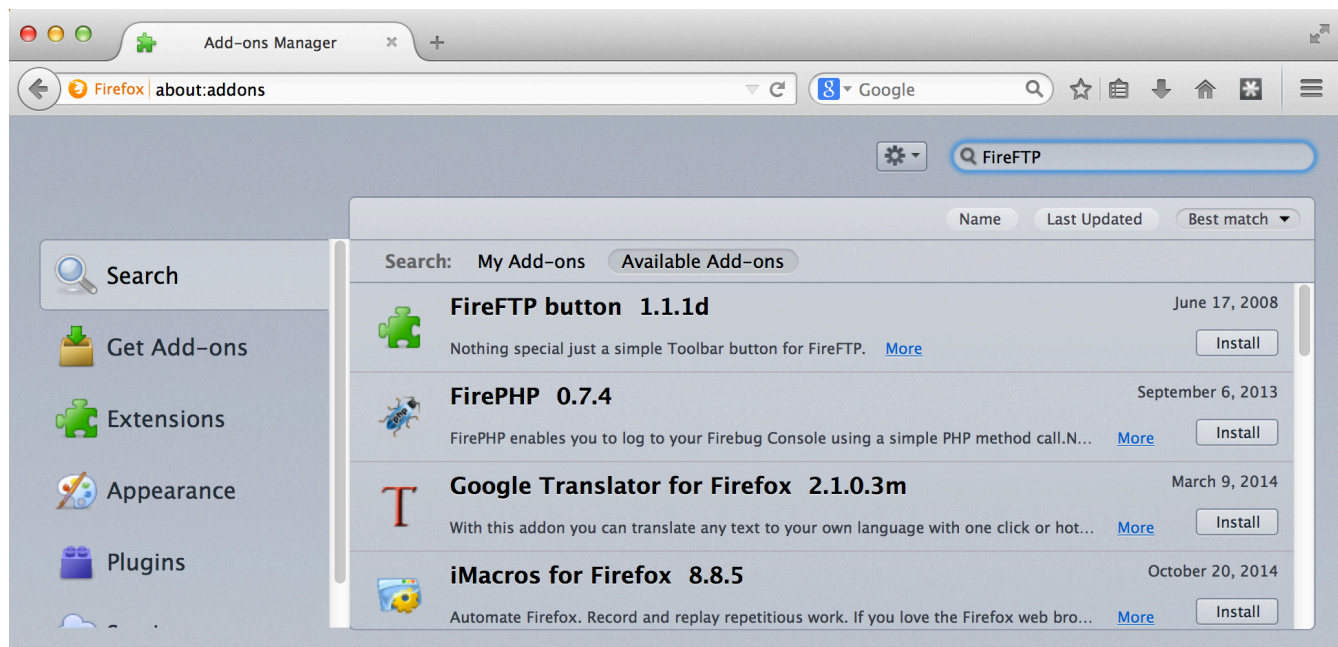 Add-ons Manager
Firefox about:addons
Google
FireFTP
Name Last Updated Best match
Search: My Add-ons Available Add-ons
Search
Get Add-ons
Extensions
Appearance
Plugins
FireFTP button 1.1.1d June 17, 2008
Nothing special just a simple Toolbar button for FireFTP. More Install
FirePHP 0.7.4 September 6, 2013
FirePHP enables you to log to your Firebug Console using a simple PHP method call.N... More Install
Google Translator for Firefox 2.1.0.3m March 9, 2014
With this addon you can translate any text to your own language with one click or hot... More Install
iMacros for Firefox 8.8.5 October 20, 2014
Automate Firefox. Record and replay repetitious work. If you love the Firefox web bro... More Install